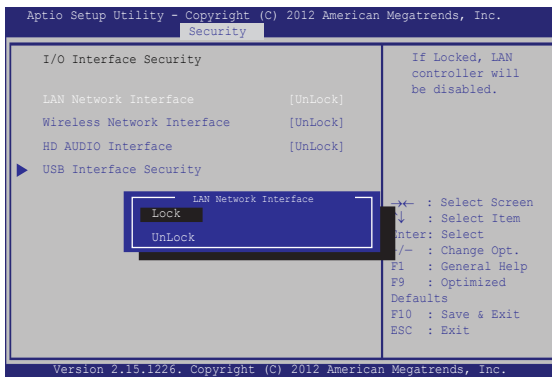 Aptio Setup Utility - Copyright (C) 2012 American Megatrends, Inc.
Security
I/O Interface Security
LAN Network Interface [UnLock]
Wireless Network Interface [UnLock]
HD AUDIO Interface [UnLock]
USB Interface Security
If Locked, LAN
controller will
be disabled.
LAN Network Interface
Lock
UnLock
→← : Select Screen
↑↓ : Select Item
Enter: Select
+/— : Change Opt.
F1 : General Help
F9 : Optimized
Defaults
F10 : Save & Exit
ESC : Exit
Version 2.15.1226. Copyright (C) 2012 American Megatrends, Inc.